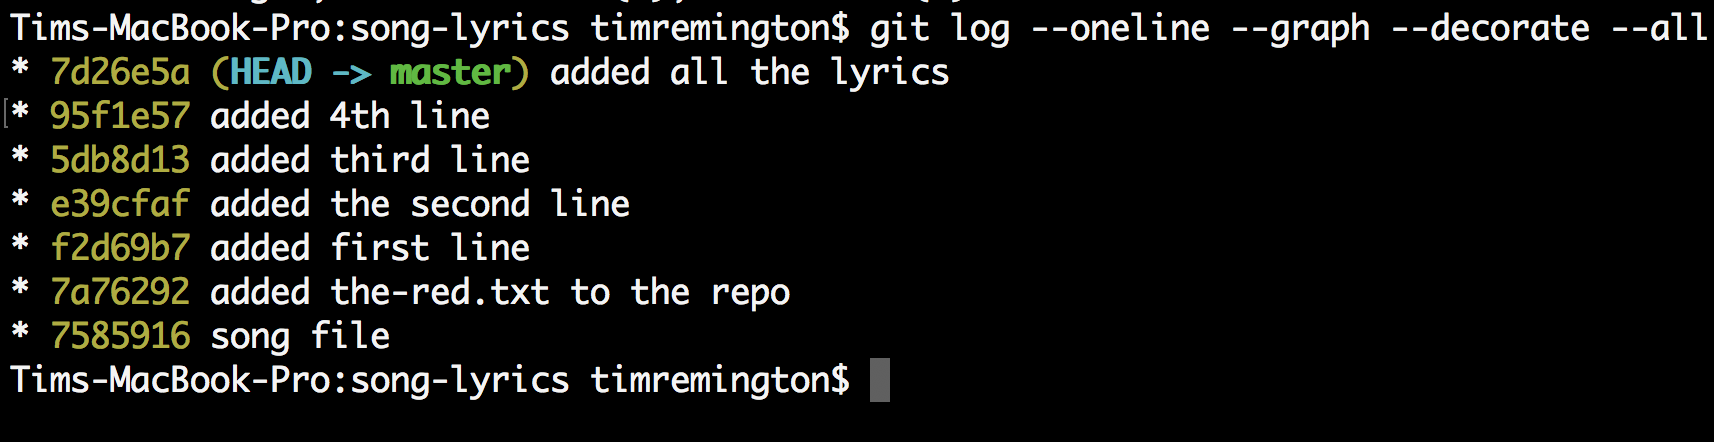 Tims-MacBook-Pro:song-lyrics timremington$ git log --oneline --graph --decorate --all
* 7d26e5a (HEAD -> master) added all the lyrics
* 95f1e57 added 4th line
* 5db8d13 added third line
* e39cfaf added the second line
* f2d69b7 added first line
* 7a76292 added the-red.txt to the repo
* 7585916 song file
Tims-MacBook-Pro:song-lyrics timremington$